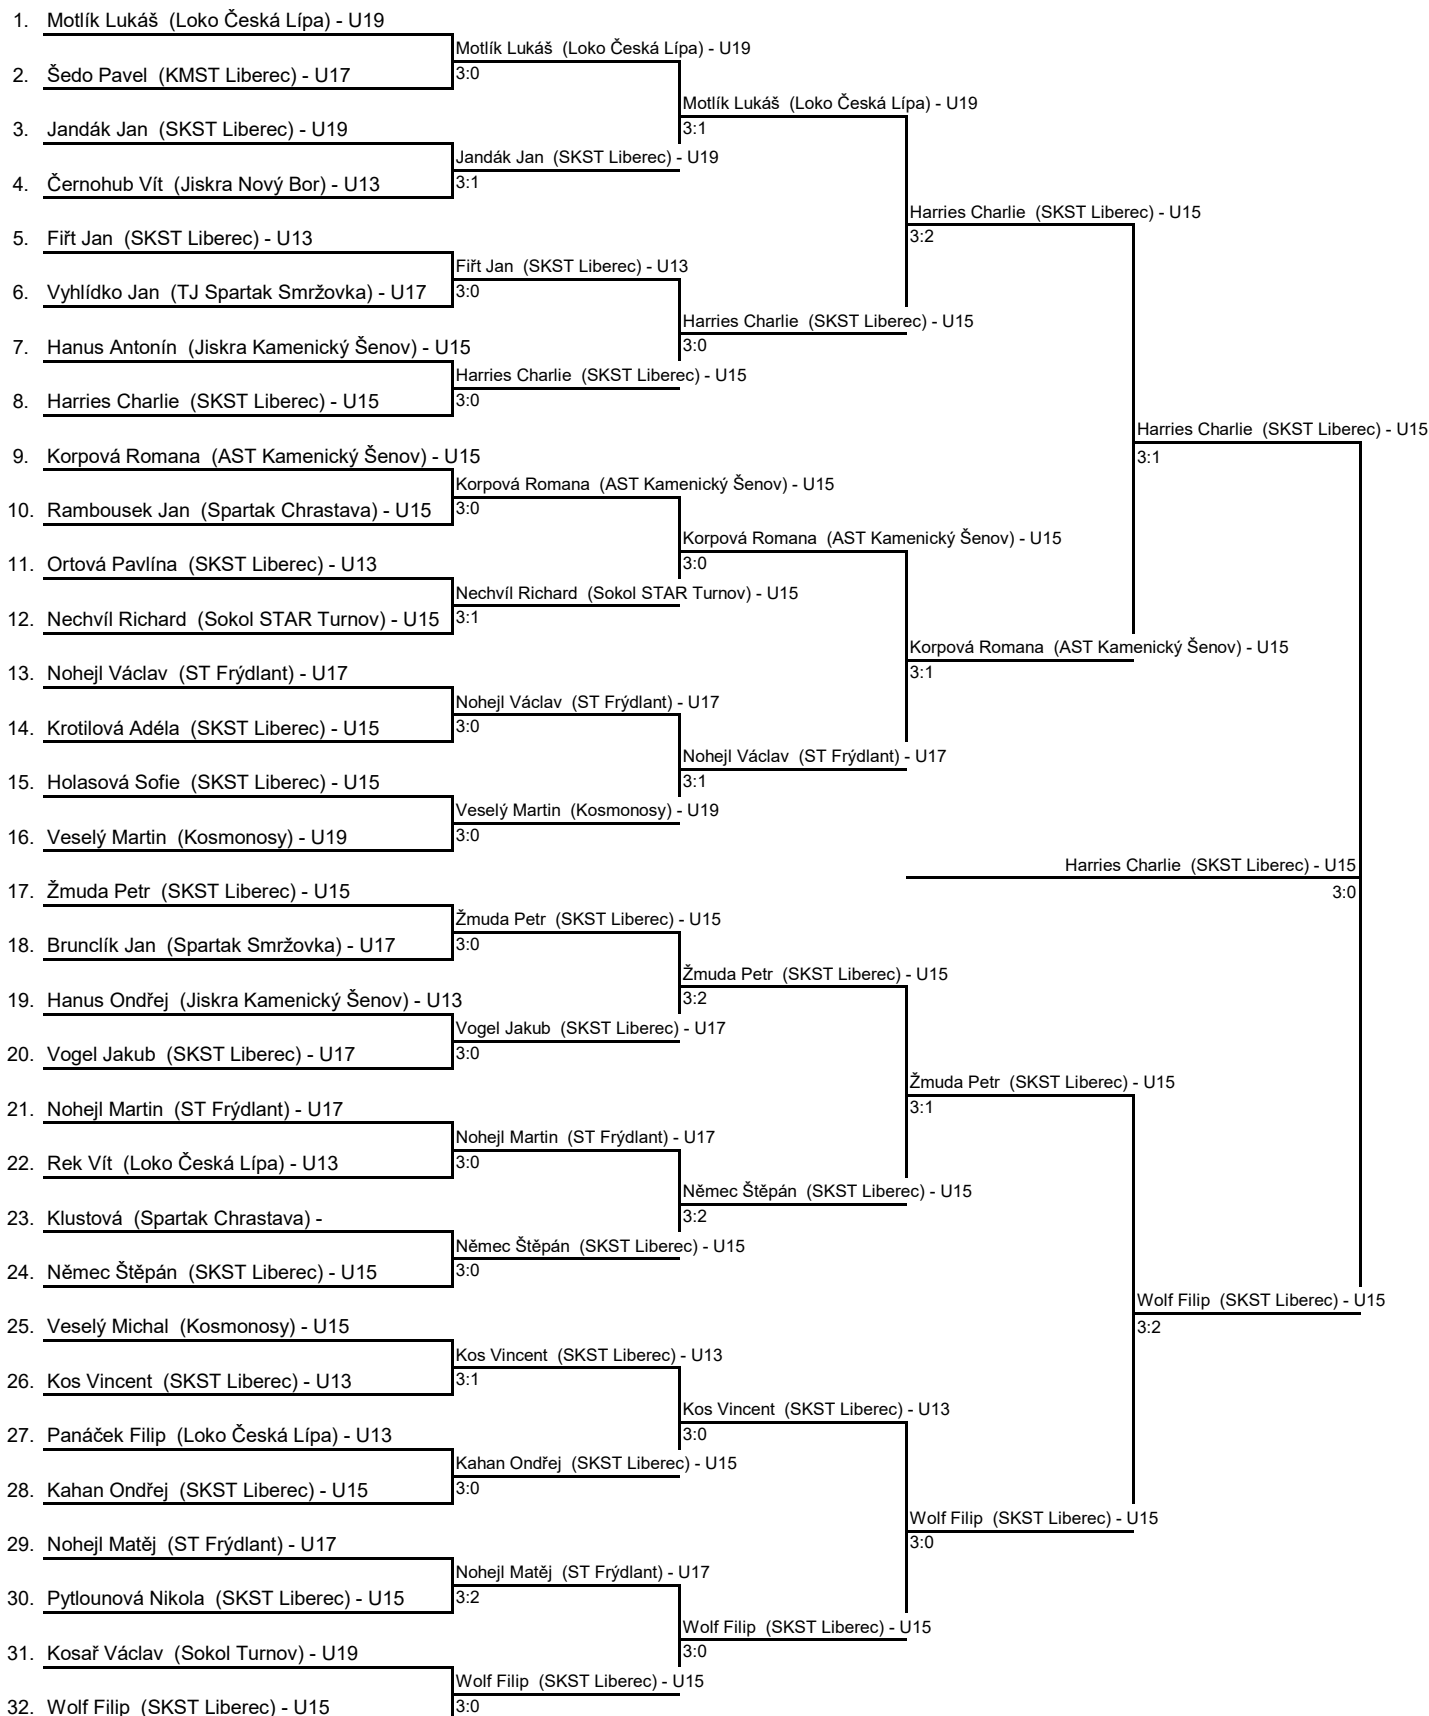 1. Motlík Lukáš (Loko Česká Lípa) - U19
Motlík Lukáš (Loko Česká Lípa) - U19
3:0
2. Šedo Pavel (KMST Liberec) - U17
Motlík Lukáš (Loko Česká Lípa) - U19
3:1
3. Jandák Jan (SKST Liberec) - U19
Jandák Jan (SKST Liberec) - U19
3:1
4. Černohub Vít (Jiskra Nový Bor) - U13
Harries Charlie (SKST Liberec) - U15
3:2
5. Fiřt Jan (SKST Liberec) - U13
Fiřt Jan (SKST Liberec) - U13
3:0
6. Vyhlídko Jan (TJ Spartak Smržovka) - U17
Harries Charlie (SKST Liberec) - U15
3:0
7. Hanus Antonín (Jiskra Kamenický Šenov) - U15
Harries Charlie (SKST Liberec) - U15
3:0
8. Harries Charlie (SKST Liberec) - U15
Harries Charlie (SKST Liberec) - U15
3:1
9. Korpová Romana (AST Kamenický Šenov) - U15
Korpová Romana (AST Kamenický Šenov) - U15
3:0
10. Rambousek Jan (Spartak Chrastava) - U15
Korpová Romana (AST Kamenický Šenov) - U15
3:0
11. Ortová Pavlína (SKST Liberec) - U13
Nechvíl Richard (Sokol STAR Turnov) - U15
3:1
12. Nechvíl Richard (Sokol STAR Turnov) - U15
Korpová Romana (AST Kamenický Šenov) - U15
3:1
13. Nohejl Václav (ST Frýdlant) - U17
Nohejl Václav (ST Frýdlant) - U17
3:0
14. Krotilová Adéla (SKST Liberec) - U15
Nohejl Václav (ST Frýdlant) - U17
3:1
15. Holasová Sofie (SKST Liberec) - U15
Veselý Martin (Kosmonosy) - U19
3:0
16. Veselý Martin (Kosmonosy) - U19
Harries Charlie (SKST Liberec) - U15
3:0
17. Žmuda Petr (SKST Liberec) - U15
Žmuda Petr (SKST Liberec) - U15
3:0
18. Brunclík Jan (Spartak Smržovka) - U17
Žmuda Petr (SKST Liberec) - U15
3:2
19. Hanus Ondřej (Jiskra Kamenický Šenov) - U13
Vogel Jakub (SKST Liberec) - U17
3:0
20. Vogel Jakub (SKST Liberec) - U17
Žmuda Petr (SKST Liberec) - U15
3:1
21. Nohejl Martin (ST Frýdlant) - U17
Nohejl Martin (ST Frýdlant) - U17
3:0
22. Rek Vít (Loko Česká Lípa) - U13
Němec Štěpán (SKST Liberec) - U15
3:2
23. Klustová (Spartak Chrastava) -
Němec Štěpán (SKST Liberec) - U15
3:0
24. Němec Štěpán (SKST Liberec) - U15
Wolf Filip (SKST Liberec) - U15
3:2
25. Veselý Michal (Kosmonosy) - U15
Kos Vincent (SKST Liberec) - U13
3:1
26. Kos Vincent (SKST Liberec) - U13
Kos Vincent (SKST Liberec) - U13
3:0
27. Panáček Filip (Loko Česká Lípa) - U13
Kahan Ondřej (SKST Liberec) - U15
3:0
28. Kahan Ondřej (SKST Liberec) - U15
Wolf Filip (SKST Liberec) - U15
3:0
29. Nohejl Matěj (ST Frýdlant) - U17
Nohejl Matěj (ST Frýdlant) - U17
3:2
30. Pytlounová Nikola (SKST Liberec) - U15
Wolf Filip (SKST Liberec) - U15
3:0
31. Kosař Václav (Sokol Turnov) - U19
Wolf Filip (SKST Liberec) - U15
3:0
32. Wolf Filip (SKST Liberec) - U15